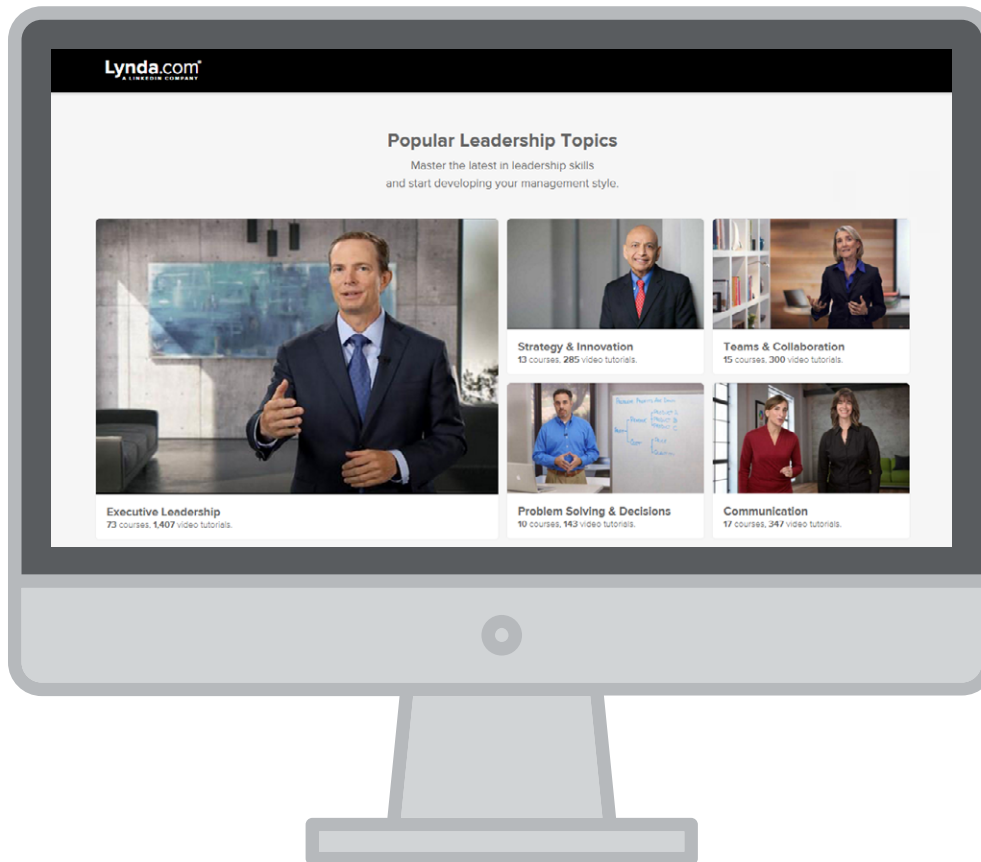 Lynda.com®
A LINKEDIN COMPANY
Popular Leadership Topics
Master the latest in leadership skills
and start developing your management style.
Executive Leadership
73 courses, 1,407 video tutorials.
Strategy & Innovation
13 courses, 285 video tutorials.
Teams & Collaboration
15 courses, 300 video tutorials.
Problem Solving & Decisions
10 courses, 143 video tutorials.
Communication
17 courses, 347 video tutorials.